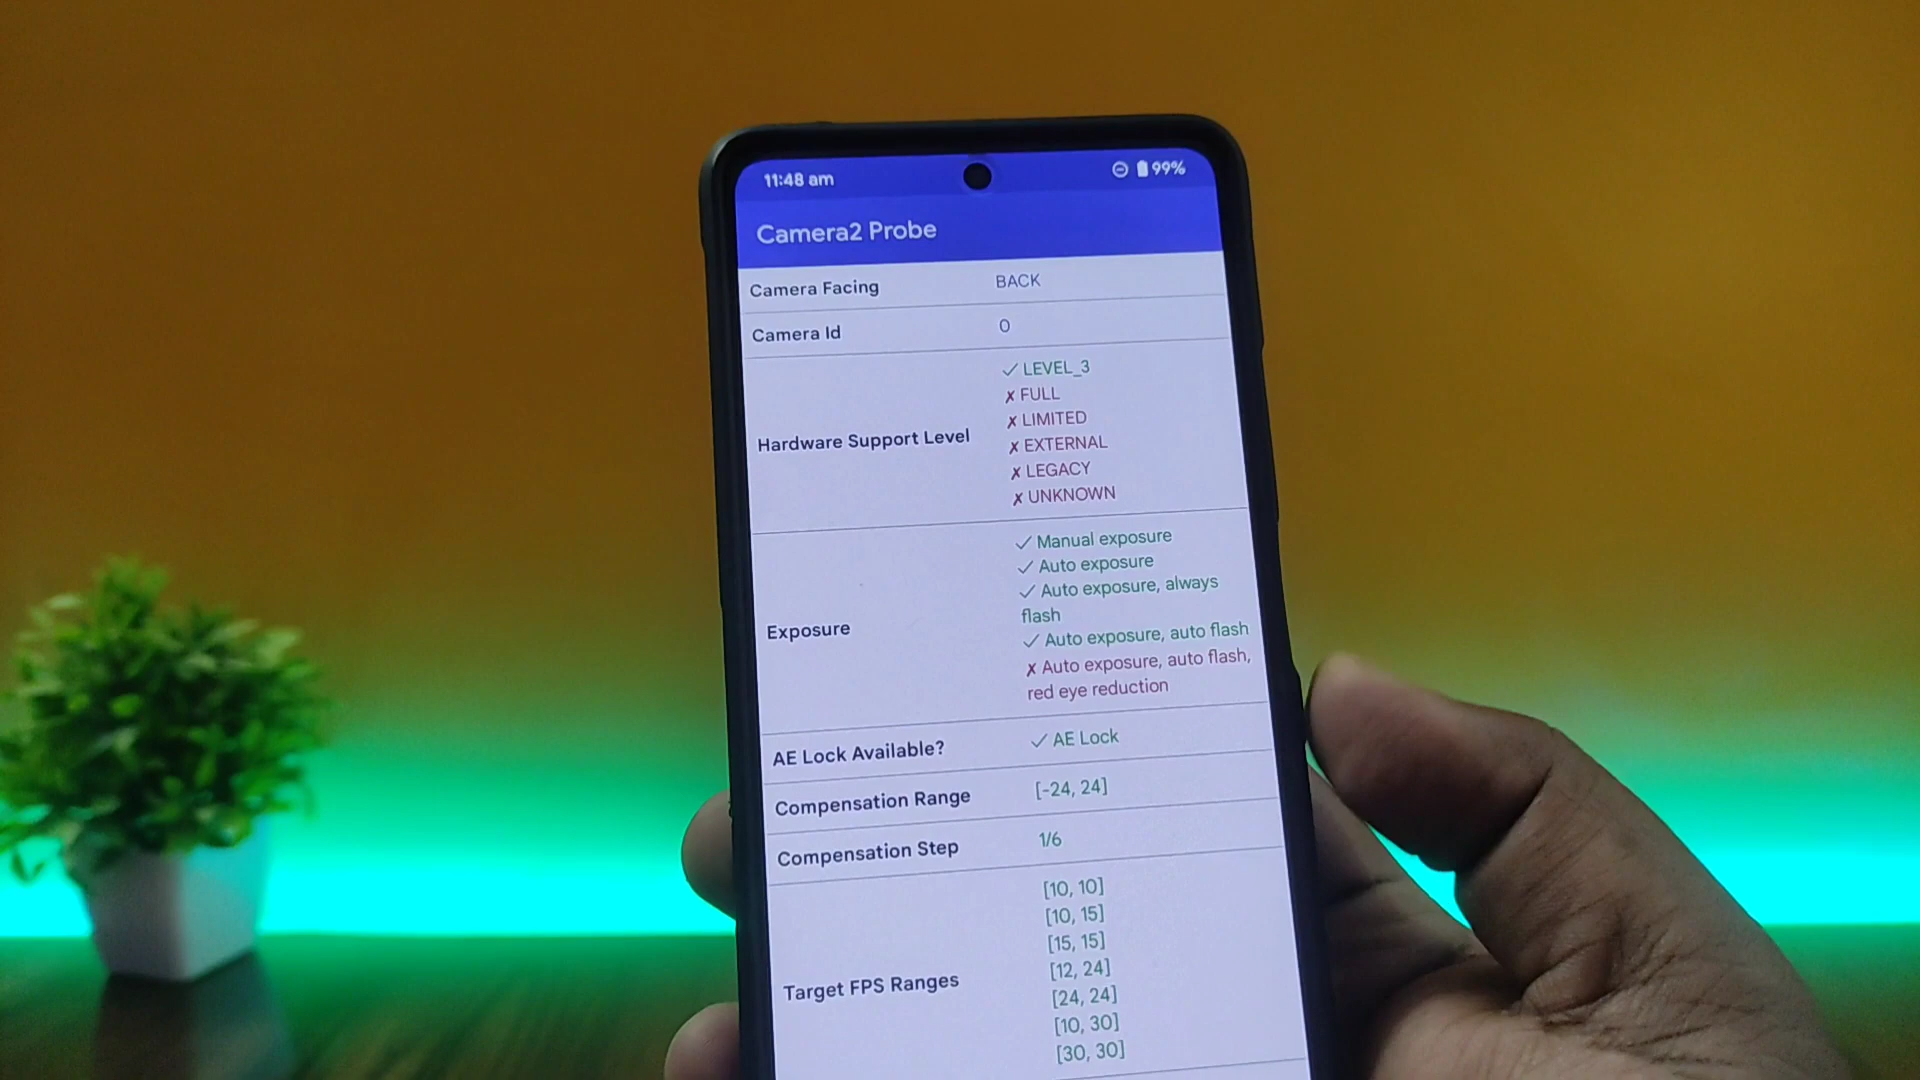 11:48 am 99%
Camera2 Probe
Camera Facing BACK
Camera Id 0
Hardware Support Level
✓ LEVEL_3
✗ FULL
✗ LIMITED
✗ EXTERNAL
✗ LEGACY
✗ UNKNOWN
Exposure
✓ Manual exposure
✓ Auto exposure
✓ Auto exposure, always
flash
✓ Auto exposure, auto flash
✗ Auto exposure, auto flash,
red eye reduction
AE Lock Available? ✓ AE Lock
Compensation Range [-24, 24]
Compensation Step 1/6
Target FPS Ranges
[10, 10]
[10, 15]
[15, 15]
[12, 24]
[24, 24]
[10, 30]
[30, 30]